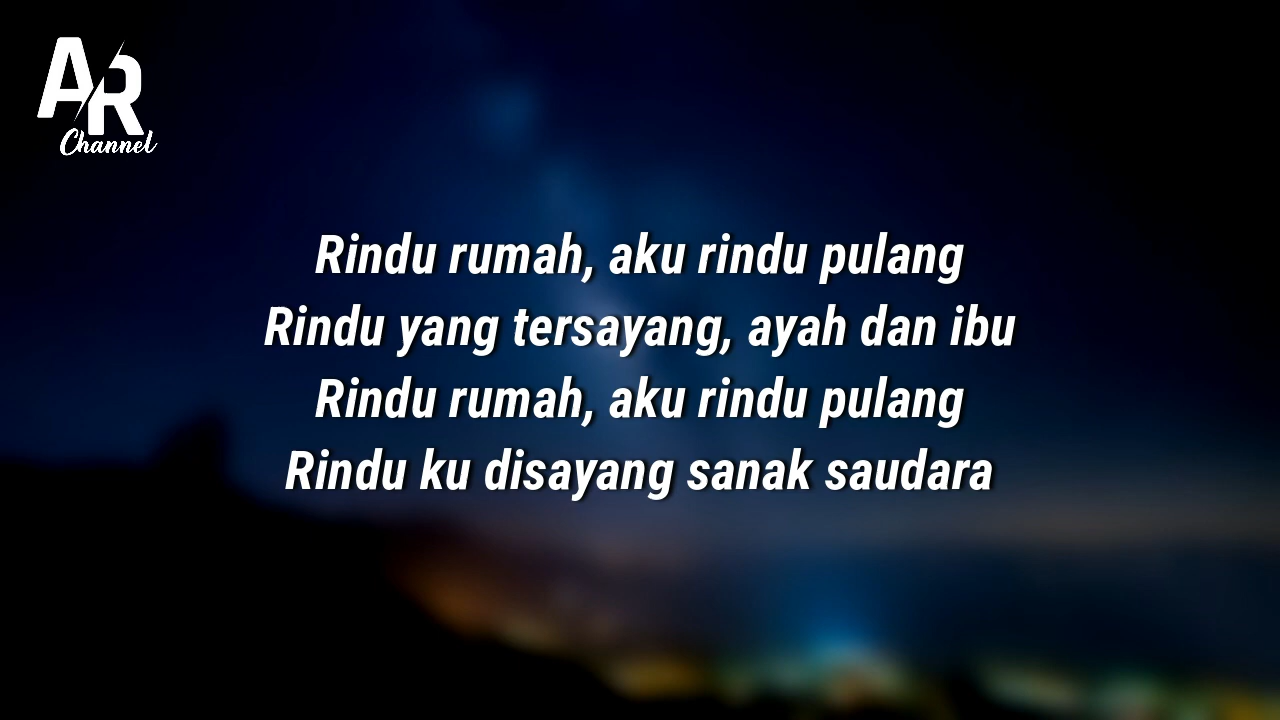 AR
Channel
Rindu rumah, aku rindu pulang
Rindu yang tersayang, ayah dan ibu
Rindu rumah, aku rindu pulang
Rindu ku disayang sanak saudara